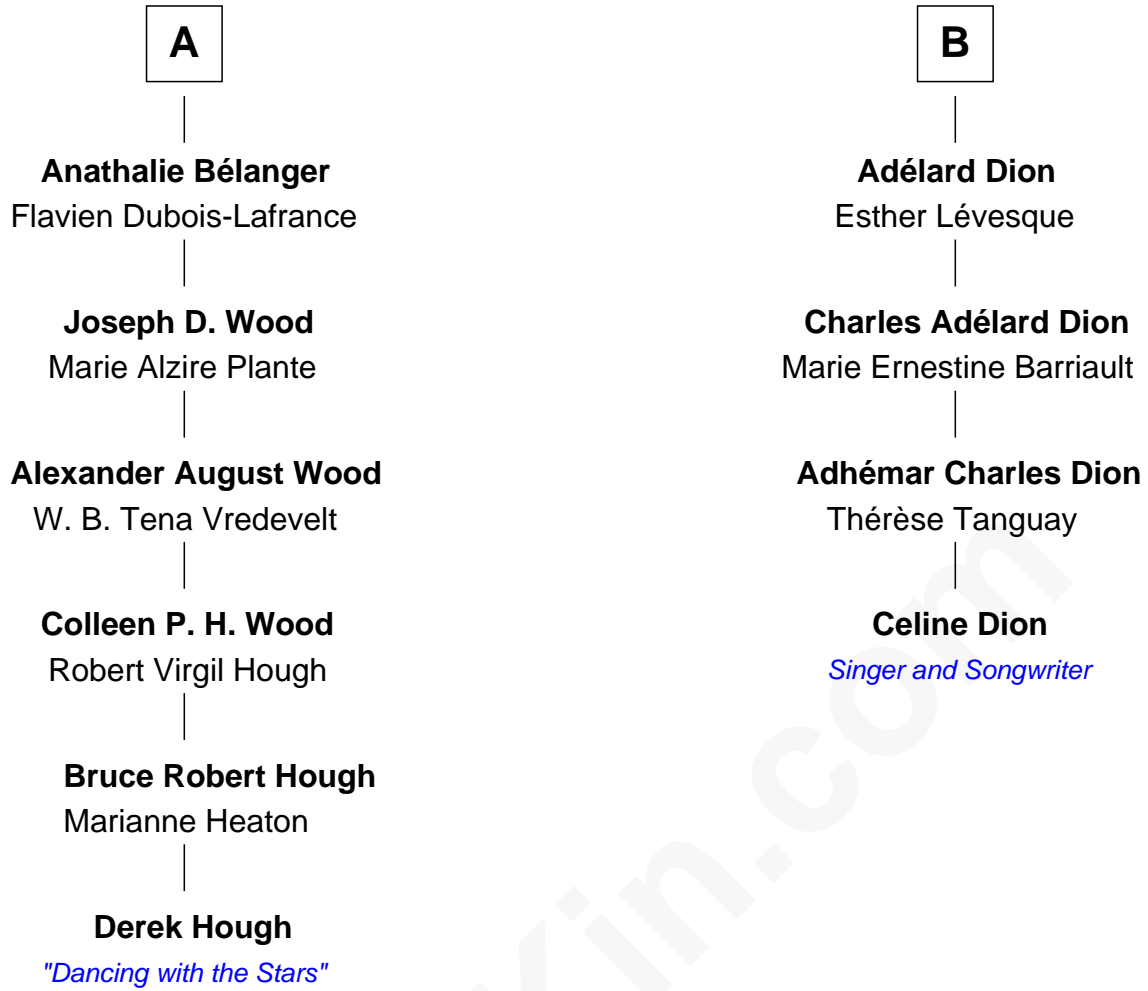 A
Anathalie Bélanger
Flavien Dubois-Lafrance
Joseph D. Wood
Marie Alzire Plante
Alexander August Wood
W. B. Tena Vredevelt
Colleen P. H. Wood
Robert Virgil Hough
Bruce Robert Hough
Marianne Heaton
Derek Hough
"Dancing with the Stars"
B
Adélard Dion
Esther Lévesque
Charles Adélard Dion
Marie Ernestine Barriault
Adhémar Charles Dion
Thérèse Tanguay
Celine Dion
Singer and Songwriter
Kin.com